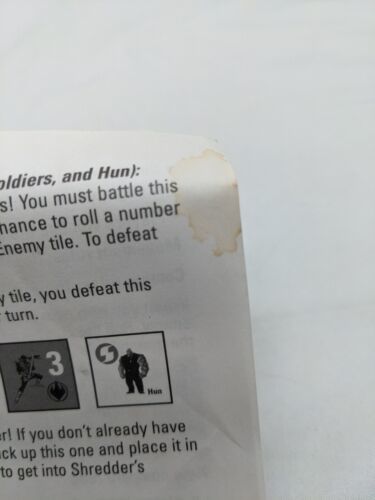 oldiers, and Hun):
s! You must battle this
hance to roll a number
Enemy tile. To defeat
y tile, you defeat this
turn.
3
Hun
er! If you don't already have
ck up this one and place it in
to get into Shredder's